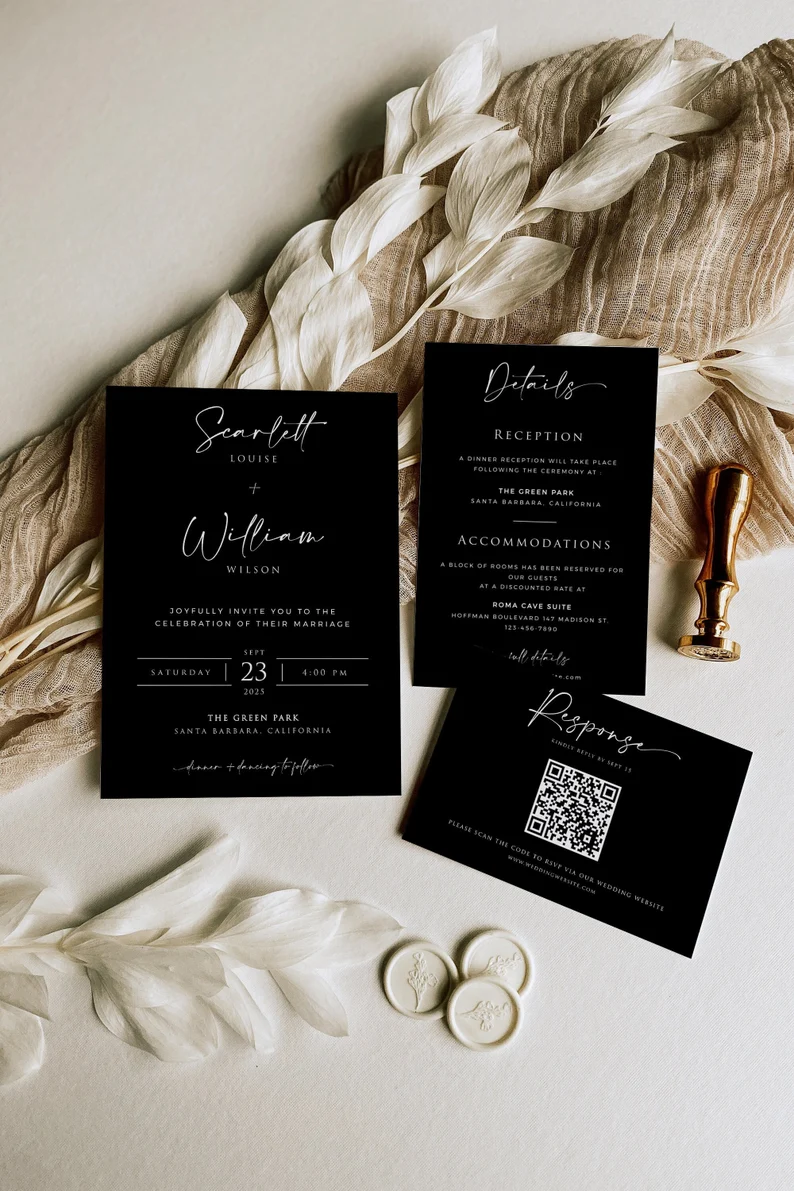 Scarlett
LOUISE
+
William
WILSON
JOYFULLY INVITE YOU TO THE
CELEBRATION OF THEIR MARRIAGE
SEPT
SATURDAY 23 4:00 PM
2025
THE GREEN PARK
SANTA BARBARA, CALIFORNIA
dinner + dancing to follow
Details
RECEPTION
A DINNER RECEPTION WILL TAKE PLACE
FOLLOWING THE CEREMONY AT :
THE GREEN PARK
SANTA BARBARA, CALIFORNIA
ACCOMMODATIONS
A BLOCK OF ROOMS HAS BEEN RESERVED FOR
OUR GUESTS
AT A DISCOUNTED RATE AT
ROMA CAVE SUITE
HOFFMAN BOULEVARD 147 MADISON ST.
123-456-7890
full details
Response
KINDLY REPLY BY SEPT 15
PLEASE SCAN THE CODE TO RSVP VIA OUR WEDDING WEBSITE
WWW.WEDDINGWEBSITE.COM